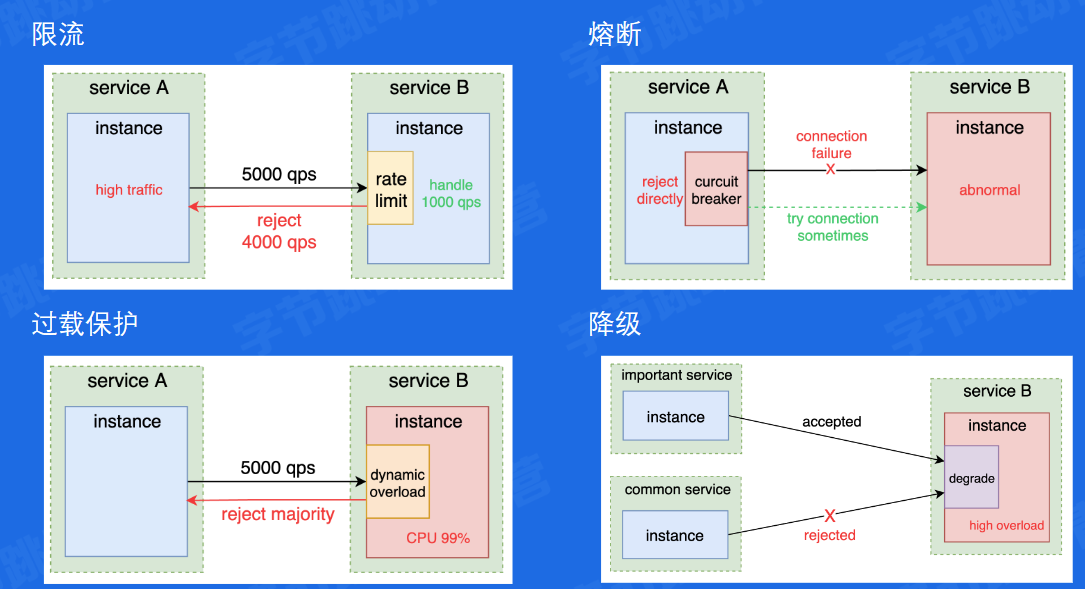 限流
service A
service B
instance
instance
high traffic
5000 qps
rate
limit
handle
1000 qps
reject
4000 qps
熔断
service A
service B
instance
instance
connection
failure
X
reject
directly
curcuit
breaker
abnormal
try connection
sometimes
过载保护
service A
service B
instance
instance
5000 qps
dynamic
overload
reject majority
CPU 99%
降级
important service
instance
accepted
service B
instance
degrade
high overload
common service
instance
X
rejected